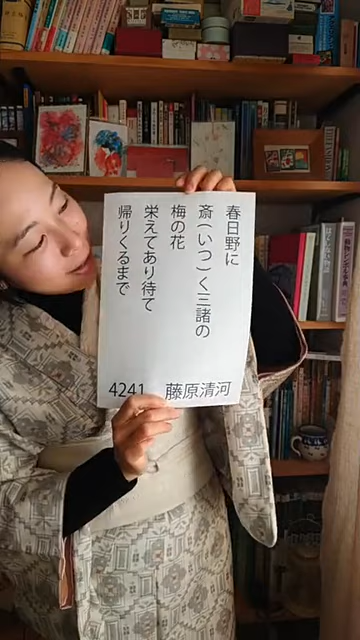 春日野に
斎(いつ)く三諸の
梅の花
栄えてあり待て
帰りくるまで
4241 藤原清河